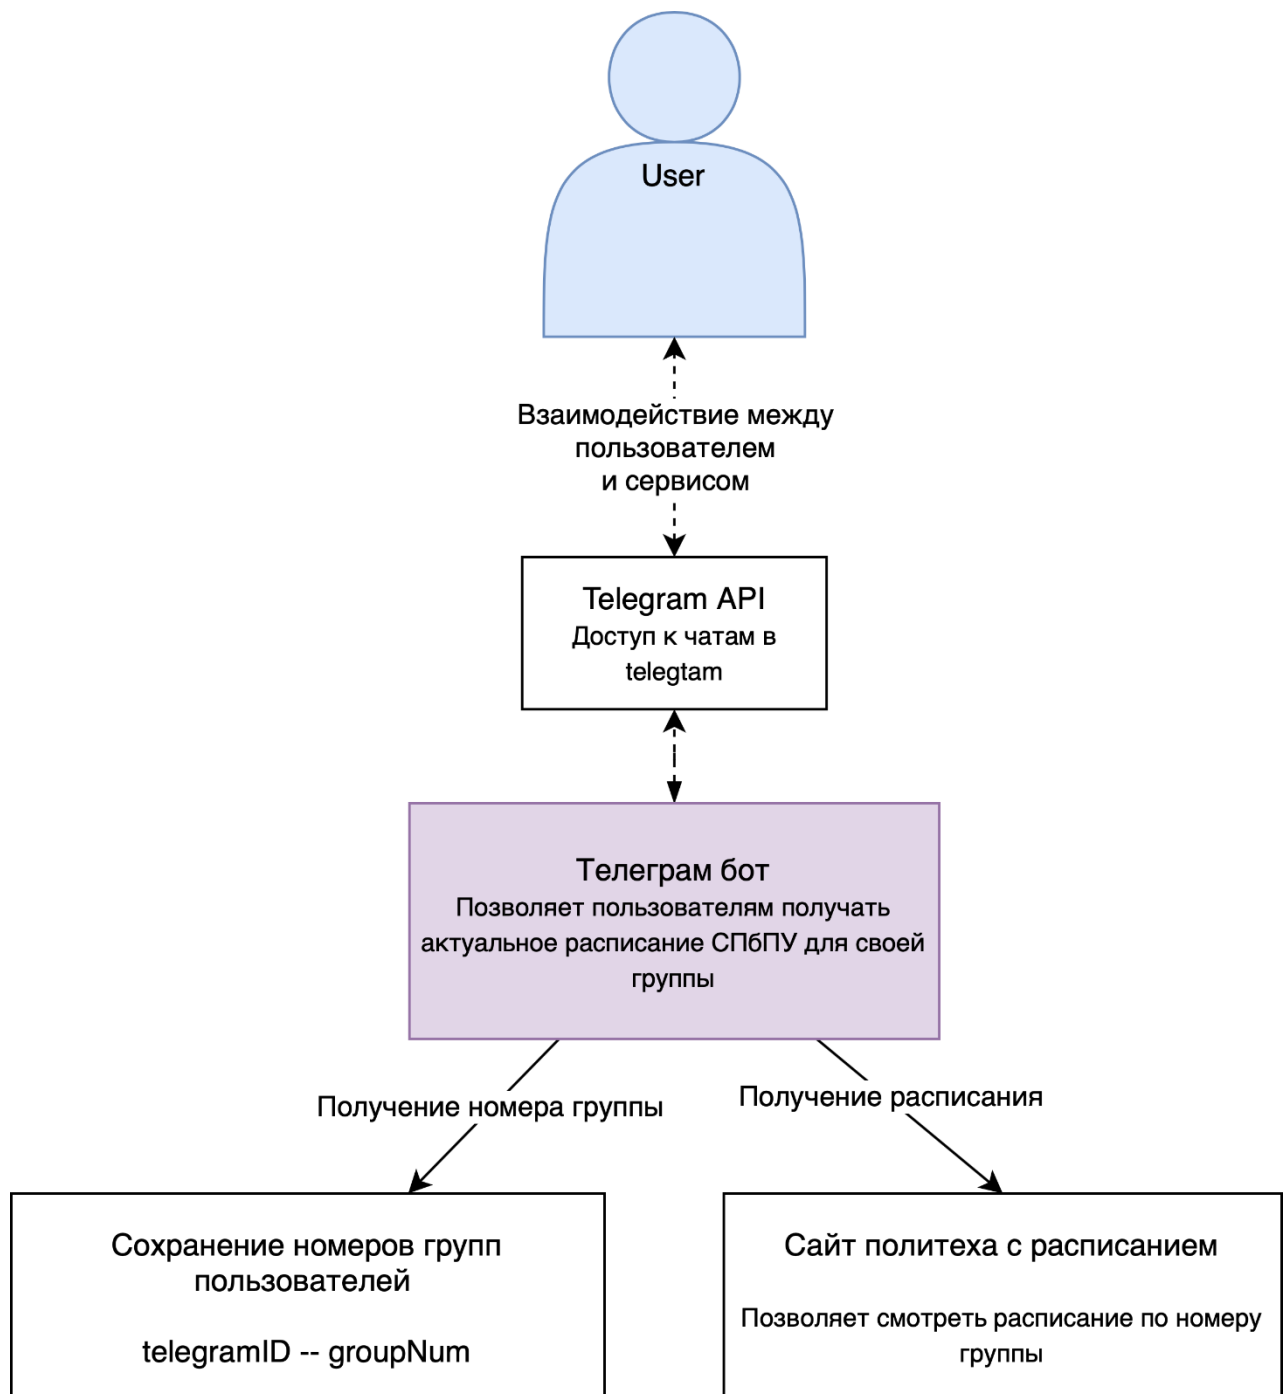 User
Взаимодействие между
пользователем
и сервисом
Telegram API
Доступ к чатам в
telegtam
Телеграм бот
Позволяет пользователям получать
актуальное расписание СПбПУ для своей
группы
Получение номера группы
Получение расписания
Сохранение номеров групп
пользователей
telegramID -- groupNum
Сайт политеха с расписанием
Позволяет смотреть расписание по номеру
группы